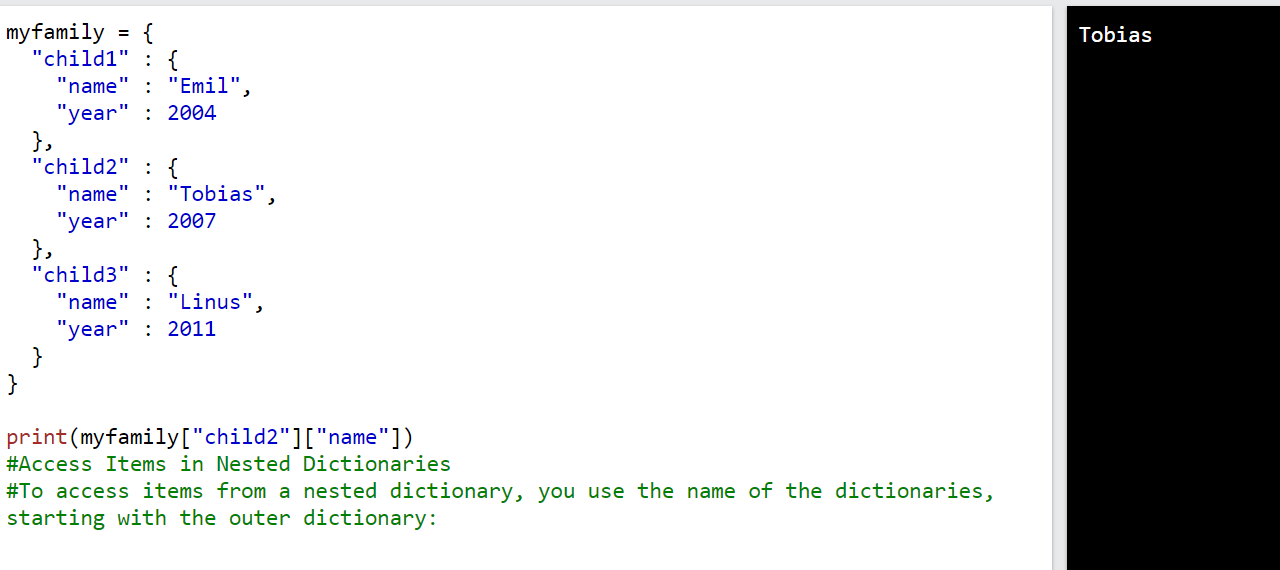 myfamily = {
  "child1" : {
    "name" : "Emil",
    "year" : 2004
  },
  "child2" : {
    "name" : "Tobias",
    "year" : 2007
  },
  "child3" : {
    "name" : "Linus",
    "year" : 2011
  }
}

print(myfamily["child2"]["name"])
#Access Items in Nested Dictionaries
#To access items from a nested dictionary, you use the name of the dictionaries,
starting with the outer dictionary:
Tobias